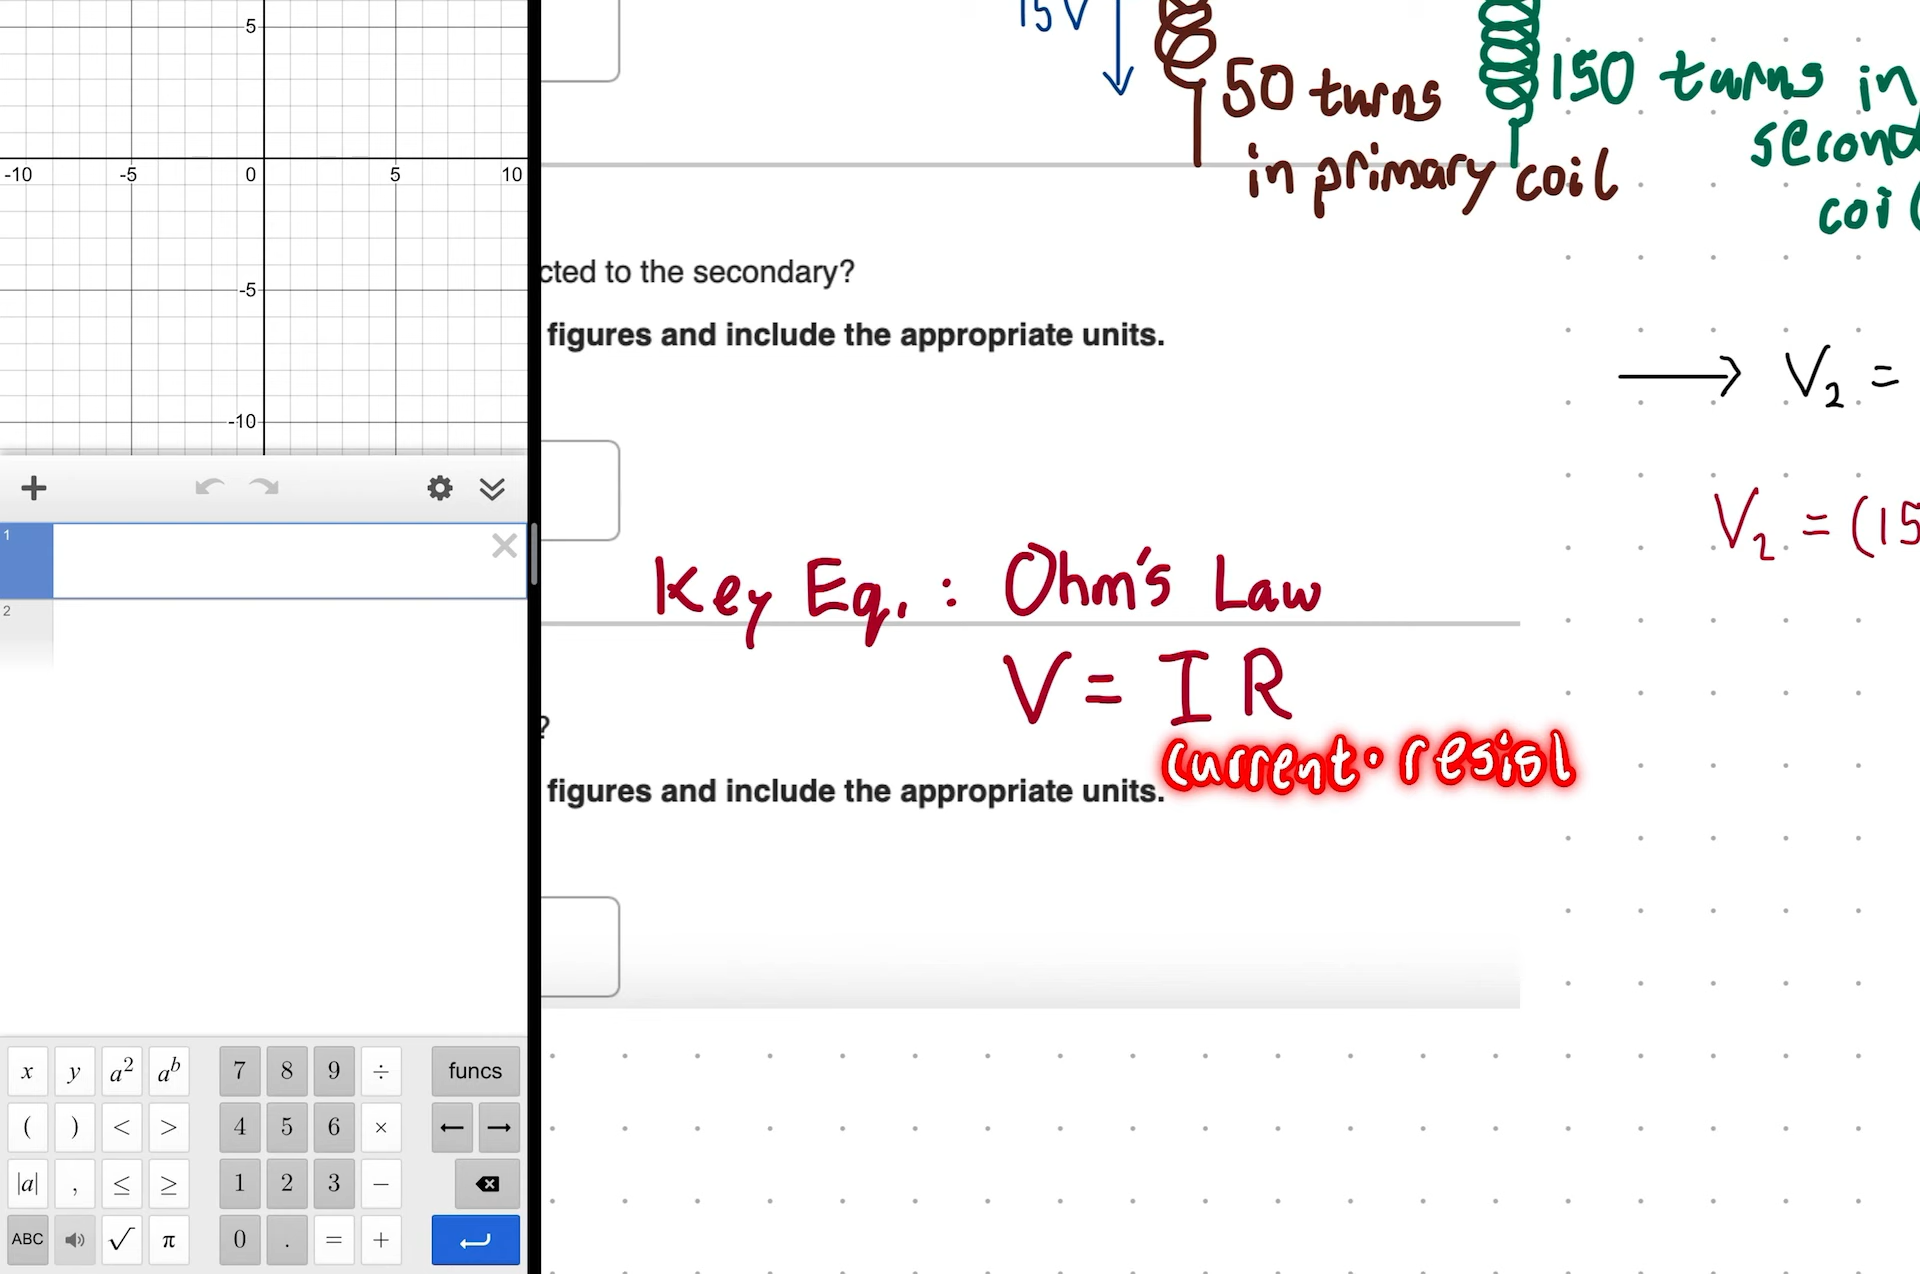 5
-10
-5
0
5
10
-5
-10
15 V
50 turns
in primary coil
150 turns in
second
coil
cted to the secondary?
figures and include the appropriate units.
→ V₂ =
V₂ = (15
1
2
Key Eq. : Ohm's Law
V = I R
current · resist
?
figures and include the appropriate units.
x y a² aᵇ 7 8 9 ÷ funcs
( ) < > 4 5 6 × ← →
|a| , ≤ ≥ 1 2 3 −
ABC √ π 0 . = +